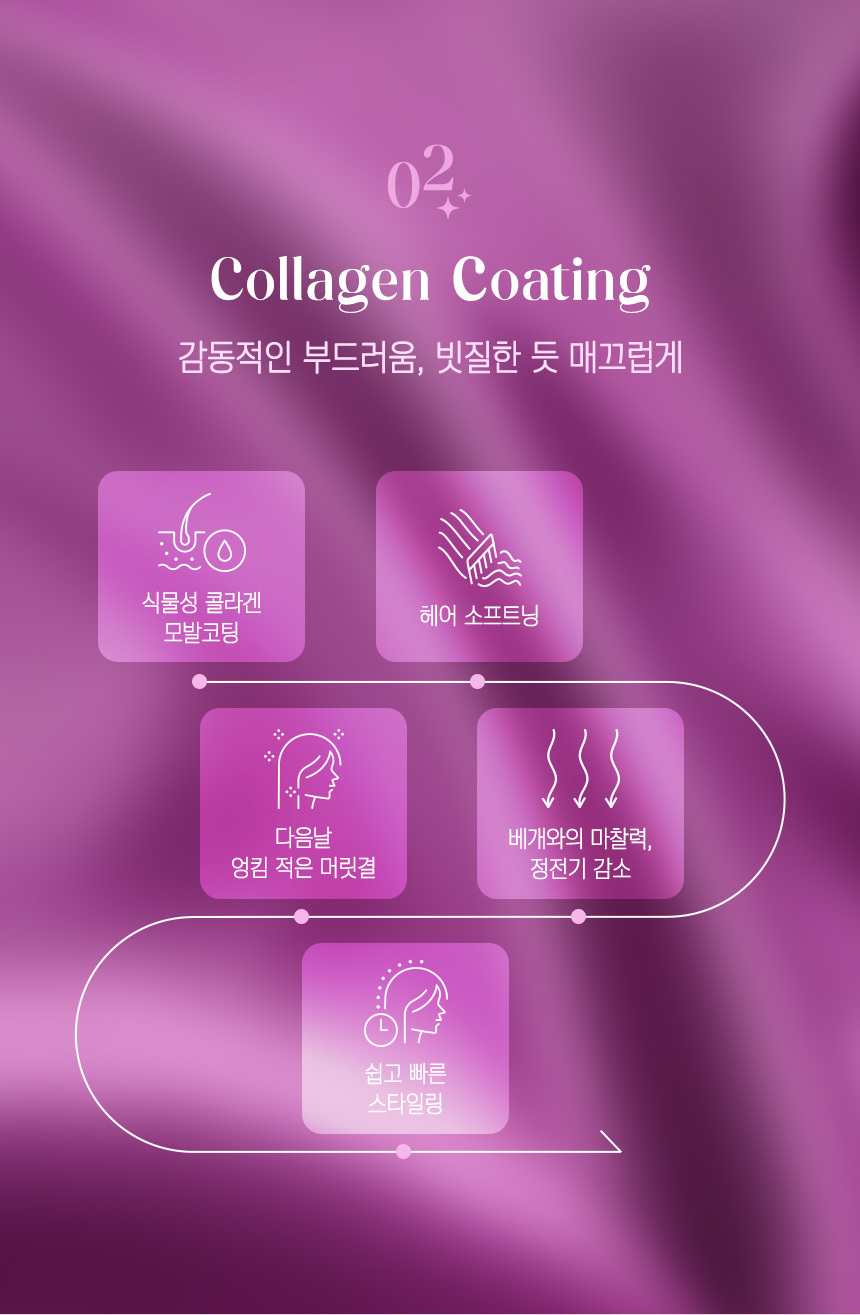 02
Collagen Coating
감동적인 부드러움, 빗질한 듯 매끄럽게
식물성 콜라겐
모발코팅
헤어 소프트닝
베개와의 마찰력,
정전기 감소
다음날
엉킴 적은 머릿결
쉽고 빠른
스타일링